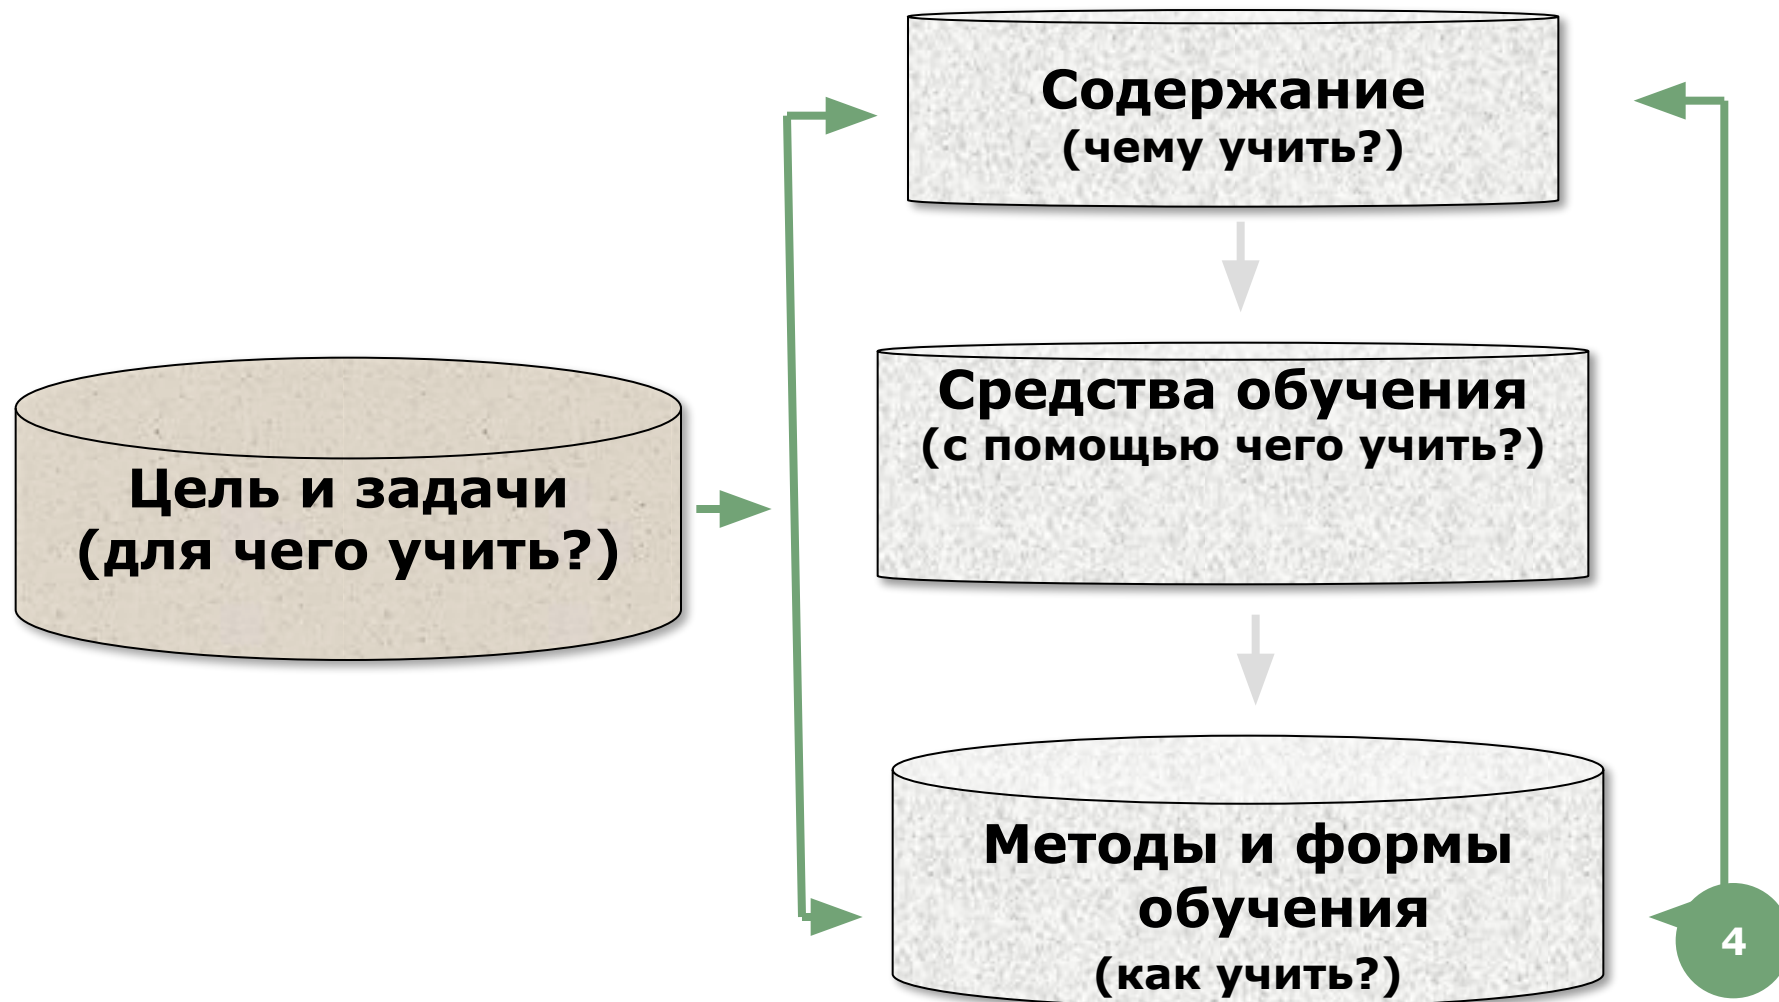 Содержание
(чему учить?)
Средства обучения
(с помощью чего учить?)
Цель и задачи
(для чего учить?)
Методы и формы
обучения
(как учить?)
4